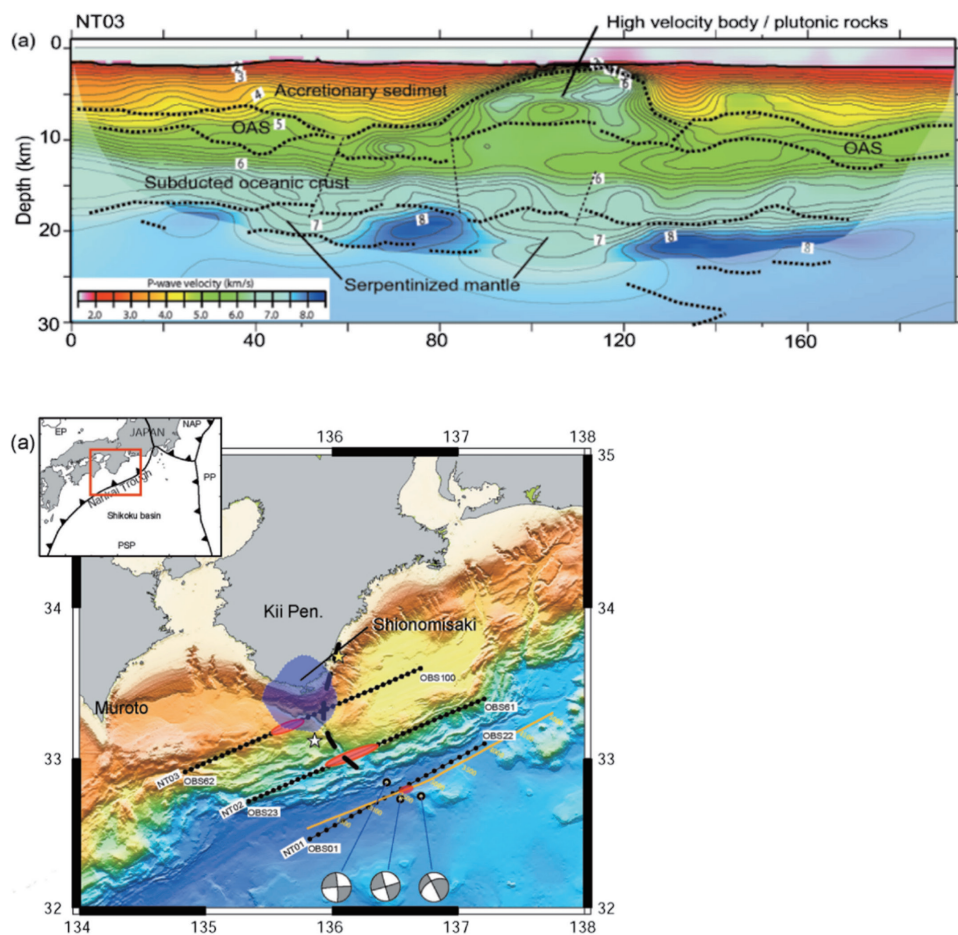 NT03
(a)
High velocity body / plutonic rocks
0
3
6
4
Accretionary sedimet
OAS
5
10
OAS
6
6
Subducted oceanic crust
Depth (km)
7
8
20
7
8
8
Serpentinized mantle
P-wave velocity (km/s)
2.0 3.0 4.0 5.0 6.0 7.0 8.0
30
0 40 80 120 160
(a)
EP
JAPAN
NAP
PP
Nankai Trough
Shikoku basin
PSP
136 137 138
35
34
34
Kii Pen.
Shionomisaki
OBS100
Muroto
OBS61
OBS22
33
33
NT03
OBS62
NT02
OBS23
NT01
OBS01
32
32
134 135 136 137 138